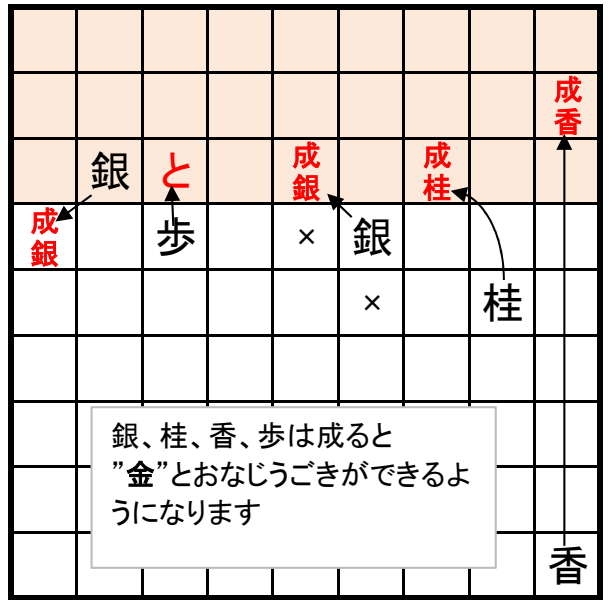 成香
銀 と 成銀 成桂
成銀 歩 × 銀
× 桂
銀、桂、香、歩は成ると
”金”とおなじうごきができるよ
うになります
香